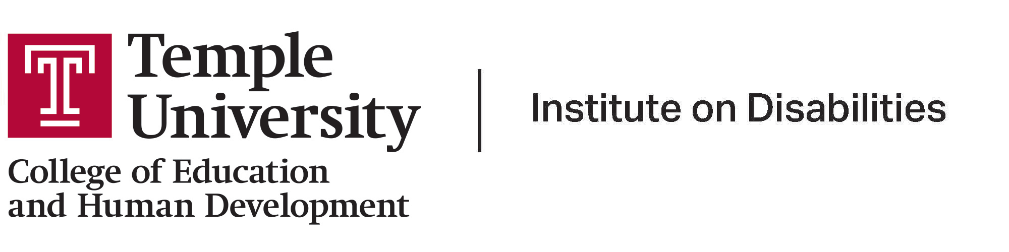 Temple
University
College of Education
and Human Development
Institute on Disabilities